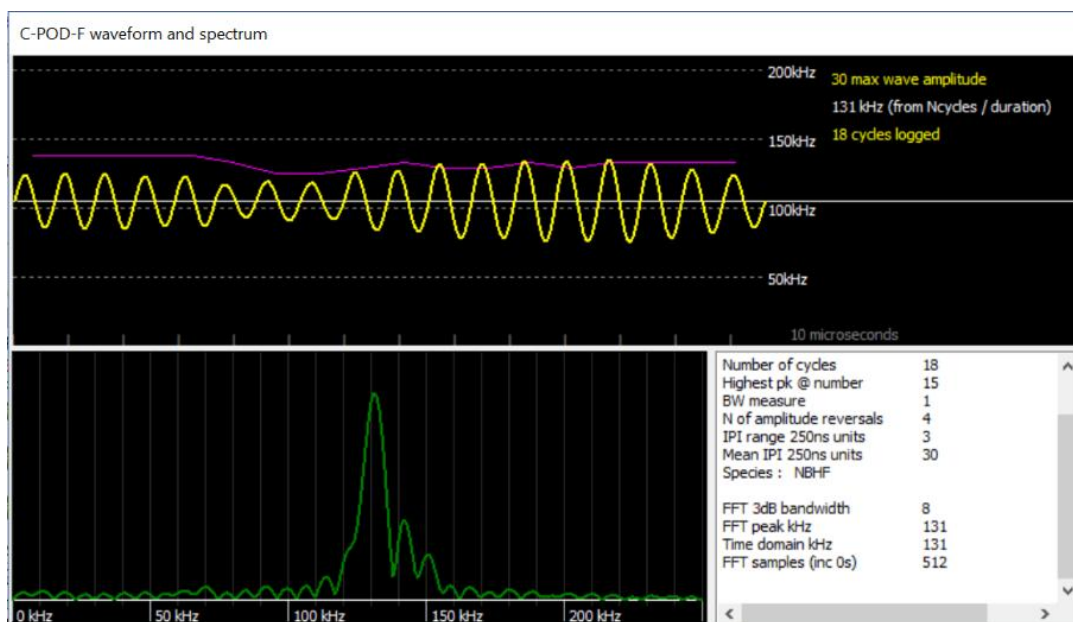 C-POD-F waveform and spectrum
200kHz
30 max wave amplitude
131 kHz (from Ncycles / duration)
150kHz
18 cycles logged
100kHz
50kHz
10 microseconds
Number of cycles 18
Highest pk @ number 15
BW measure 1
N of amplitude reversals 4
IPI range 250ns units 3
Mean IPI 250ns units 30
Species : NBHF
FFT 3dB bandwidth 8
FFT peak kHz 131
Time domain kHz 131
FFT samples (inc 0s) 512
0 kHz 50 kHz 100 kHz 150 kHz 200 kHz